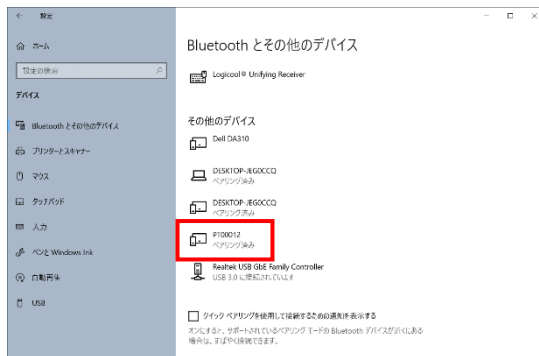 設定
Bluetooth とその他のデバイス
ホーム
設定の検索
Logicool® Unifying Receiver
デバイス
その他のデバイス
Bluetooth とその他のデバイス
Dell DA310
プリンターとスキャナー
DESKTOP-JEGOCCQ
ペアリング済み
マウス
タッチパッド
DESKTOP-JEGOCCQ
ペアリング済み
入力
PT00012
ペアリング済み
ペンと Windows Ink
Realtek USB GbE Family Controller
USB 3.0 に接続されています
自動再生
USB
クイック ペアリングを使用して接続するための通知を表示する
オンにすると、サポートされているペアリング モードの Bluetooth デバイスが近くにある
場合は、すばやく接続できます。